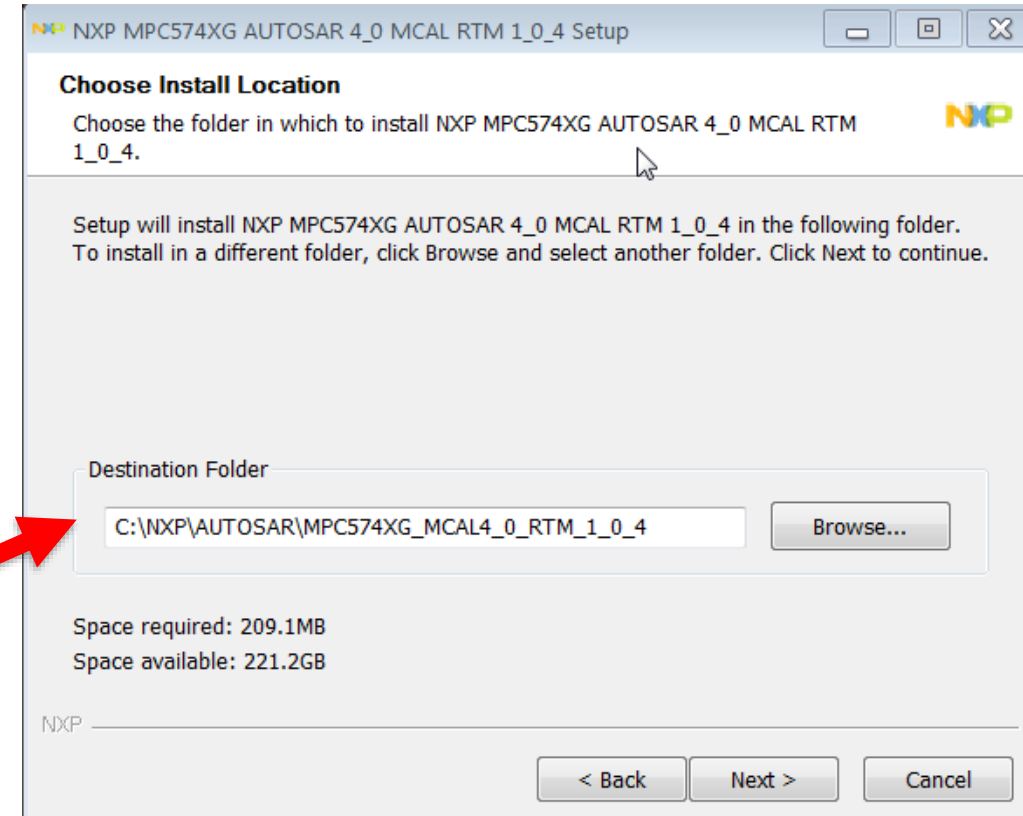 NXP NXP MPC574XG AUTOSAR 4_0 MCAL RTM 1_0_4 Setup
Choose Install Location
Choose the folder in which to install NXP MPC574XG AUTOSAR 4_0 MCAL RTM
1_0_4.
NXP
Setup will install NXP MPC574XG AUTOSAR 4_0 MCAL RTM 1_0_4 in the following folder.
To install in a different folder, click Browse and select another folder. Click Next to continue.
Destination Folder
C:\NXP\AUTOSAR\MPC574XG_MCAL4_0_RTM_1_0_4
Browse...
Space required: 209.1MB
Space available: 221.2GB
NXP
< Back Next > Cancel